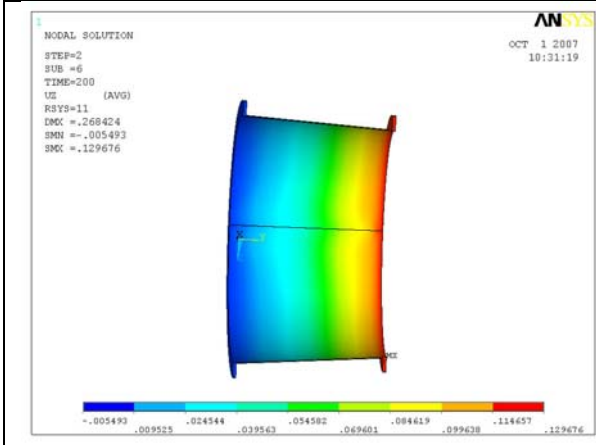 1
ANSYS
NODAL SOLUTION
OCT 1 2007
10:31:19
STEP=2
SUB =6
TIME=200
UZ (AVG)
RSYS=11
DMX =.268424
SMN =-.005493
SMX =.129676
X Y
MX
-.005493 .024544 .054582 .084619 .114657
.009525 .039563 .069601 .099638 .129676